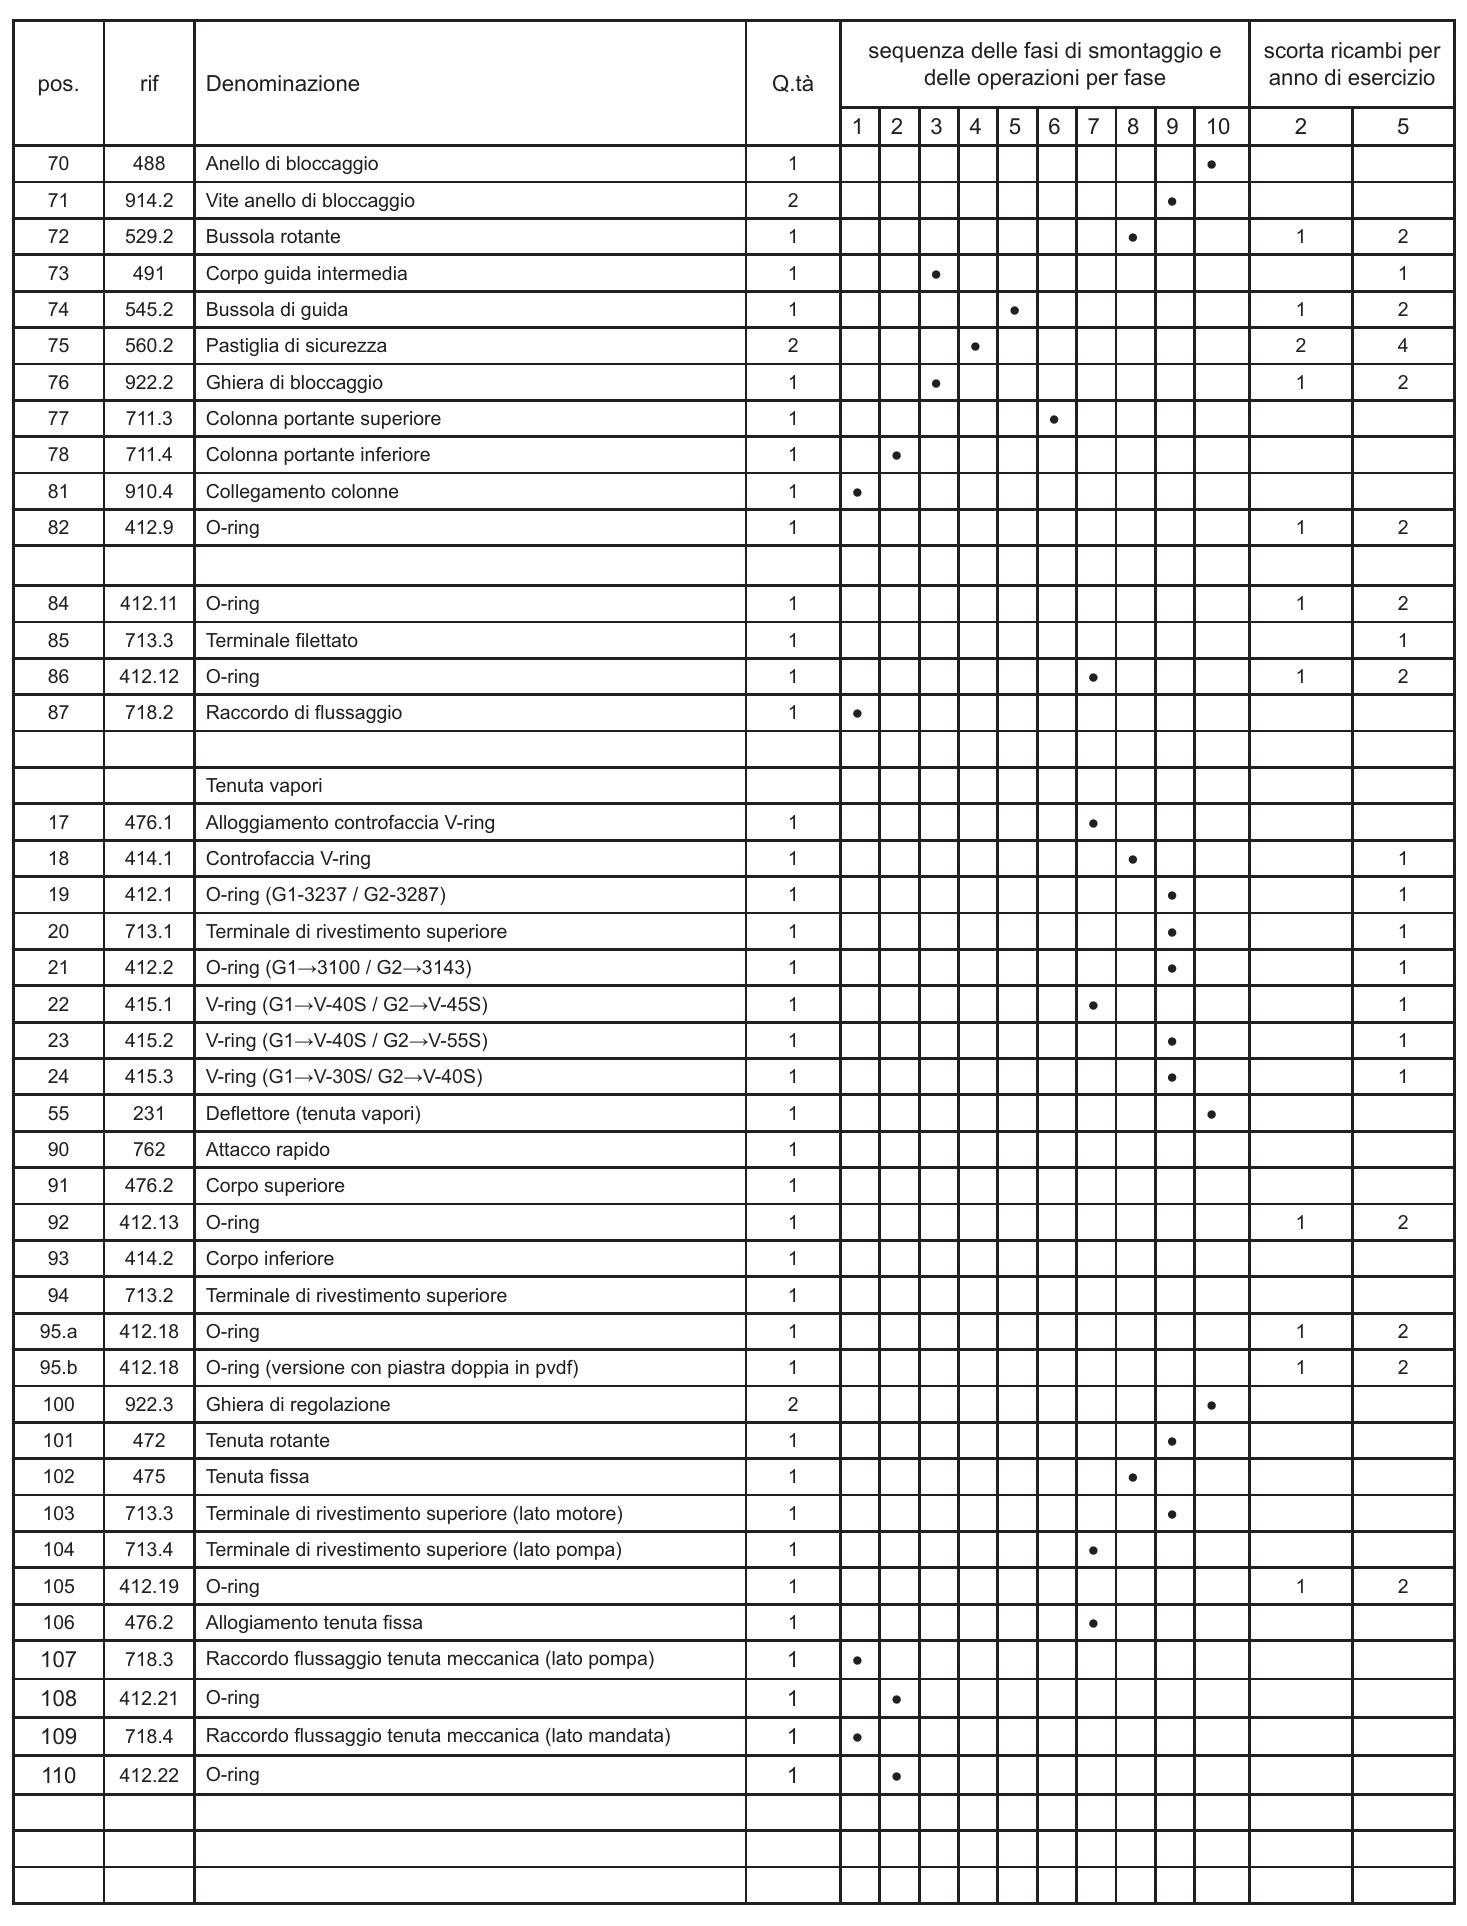 pos. rif Denominazione Q.tà sequenza delle fasi di smontaggio e delle operazioni per fase scorta ricambi per anno di esercizio
1 2 3 4 5 6 7 8 9 10 2 5
70 488 Anello di bloccaggio 1 •
71 914.2 Vite anello di bloccaggio 2 •
72 529.2 Bussola rotante 1 • 1 2
73 491 Corpo guida intermedia 1 • 1
74 545.2 Bussola di guida 1 • 1 2
75 560.2 Pastiglia di sicurezza 2 • 2 4
76 922.2 Ghiera di bloccaggio 1 • 1 2
77 711.3 Colonna portante superiore 1 •
78 711.4 Colonna portante inferiore 1 •
81 910.4 Collegamento colonne 1 •
82 412.9 O-ring 1 1 2
84 412.11 O-ring 1 1 2
85 713.3 Terminale filettato 1 1
86 412.12 O-ring 1 • 1 2
87 718.2 Raccordo di flussaggio 1 •
Tenuta vapori
17 476.1 Alloggiamento controfaccia V-ring 1 •
18 414.1 Controfaccia V-ring 1 • 1
19 412.1 O-ring (G1-3237 / G2-3287) 1 • 1
20 713.1 Terminale di rivestimento superiore 1 • 1
21 412.2 O-ring (G1→3100 / G2→3143) 1 • 1
22 415.1 V-ring (G1→V-40S / G2→V-45S) 1 • 1
23 415.2 V-ring (G1→V-40S / G2→V-55S) 1 • 1
24 415.3 V-ring (G1→V-30S/ G2→V-40S) 1 • 1
55 231 Deflettore (tenuta vapori) 1 •
90 762 Attacco rapido 1
91 476.2 Corpo superiore 1
92 412.13 O-ring 1 1 2
93 414.2 Corpo inferiore 1
94 713.2 Terminale di rivestimento superiore 1
95.a 412.18 O-ring 1 1 2
95.b 412.18 O-ring (versione con piastra doppia in pvdf) 1 1 2
100 922.3 Ghiera di regolazione 2 •
101 472 Tenuta rotante 1 •
102 475 Tenuta fissa 1 •
103 713.3 Terminale di rivestimento superiore (lato motore) 1 •
104 713.4 Terminale di rivestimento superiore (lato pompa) 1 •
105 412.19 O-ring 1 1 2
106 476.2 Allogiamento tenuta fissa 1 •
107 718.3 Raccordo flussaggio tenuta meccanica (lato pompa) 1 •
108 412.21 O-ring 1 •
109 718.4 Raccordo flussaggio tenuta meccanica (lato mandata) 1 •
110 412.22 O-ring 1 •